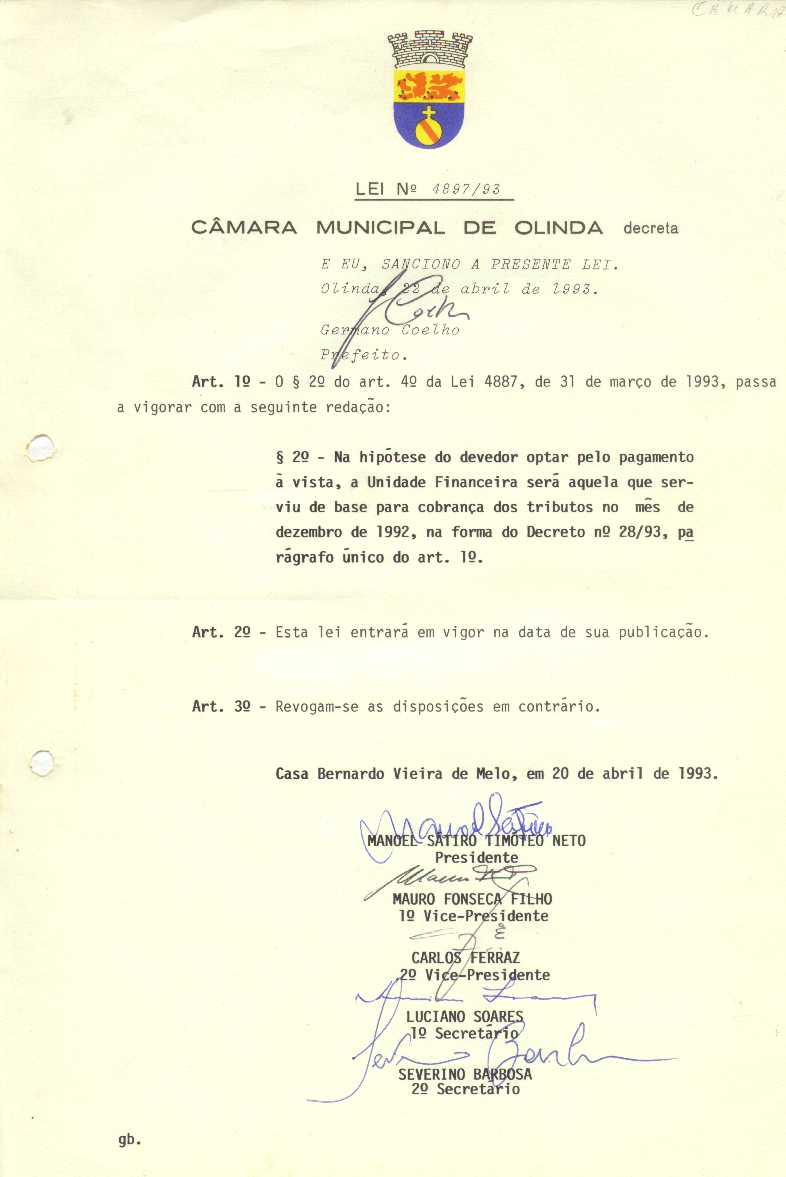 LEI Nº 4897/93
CÂMARA MUNICIPAL DE OLINDA decreta
E EU, SANCIONO A PRESENTE LEI.
Olinda, 22 de abril de 1993.
Germano Coelho
Prefeito.
Art. 1º - O § 2º do art. 4º da Lei 4887, de 31 de março de 1993, passa
a vigorar com a seguinte redação:
§ 2º - Na hipótese do devedor optar pelo pagamento
à vista, a Unidade Financeira será aquela que ser-
viu de base para cobrança dos tributos no mês de
dezembro de 1992, na forma do Decreto nº 28/93, pa
rágrafo único do art. 1º.
Art. 2º - Esta lei entrará em vigor na data de sua publicação.
Art. 3º - Revogam-se as disposições em contrário.
Casa Bernardo Vieira de Melo, em 20 de abril de 1993.
MANOEL SÁTIRO TIMÓTEO NETO
Presidente
MAURO FONSECA FILHO
1º Vice-Presidente
CARLOS FERRAZ
2º Vice-Presidente
LUCIANO SOARES
1º Secretário
SEVERINO BARBOSA
2º Secretário
gb.